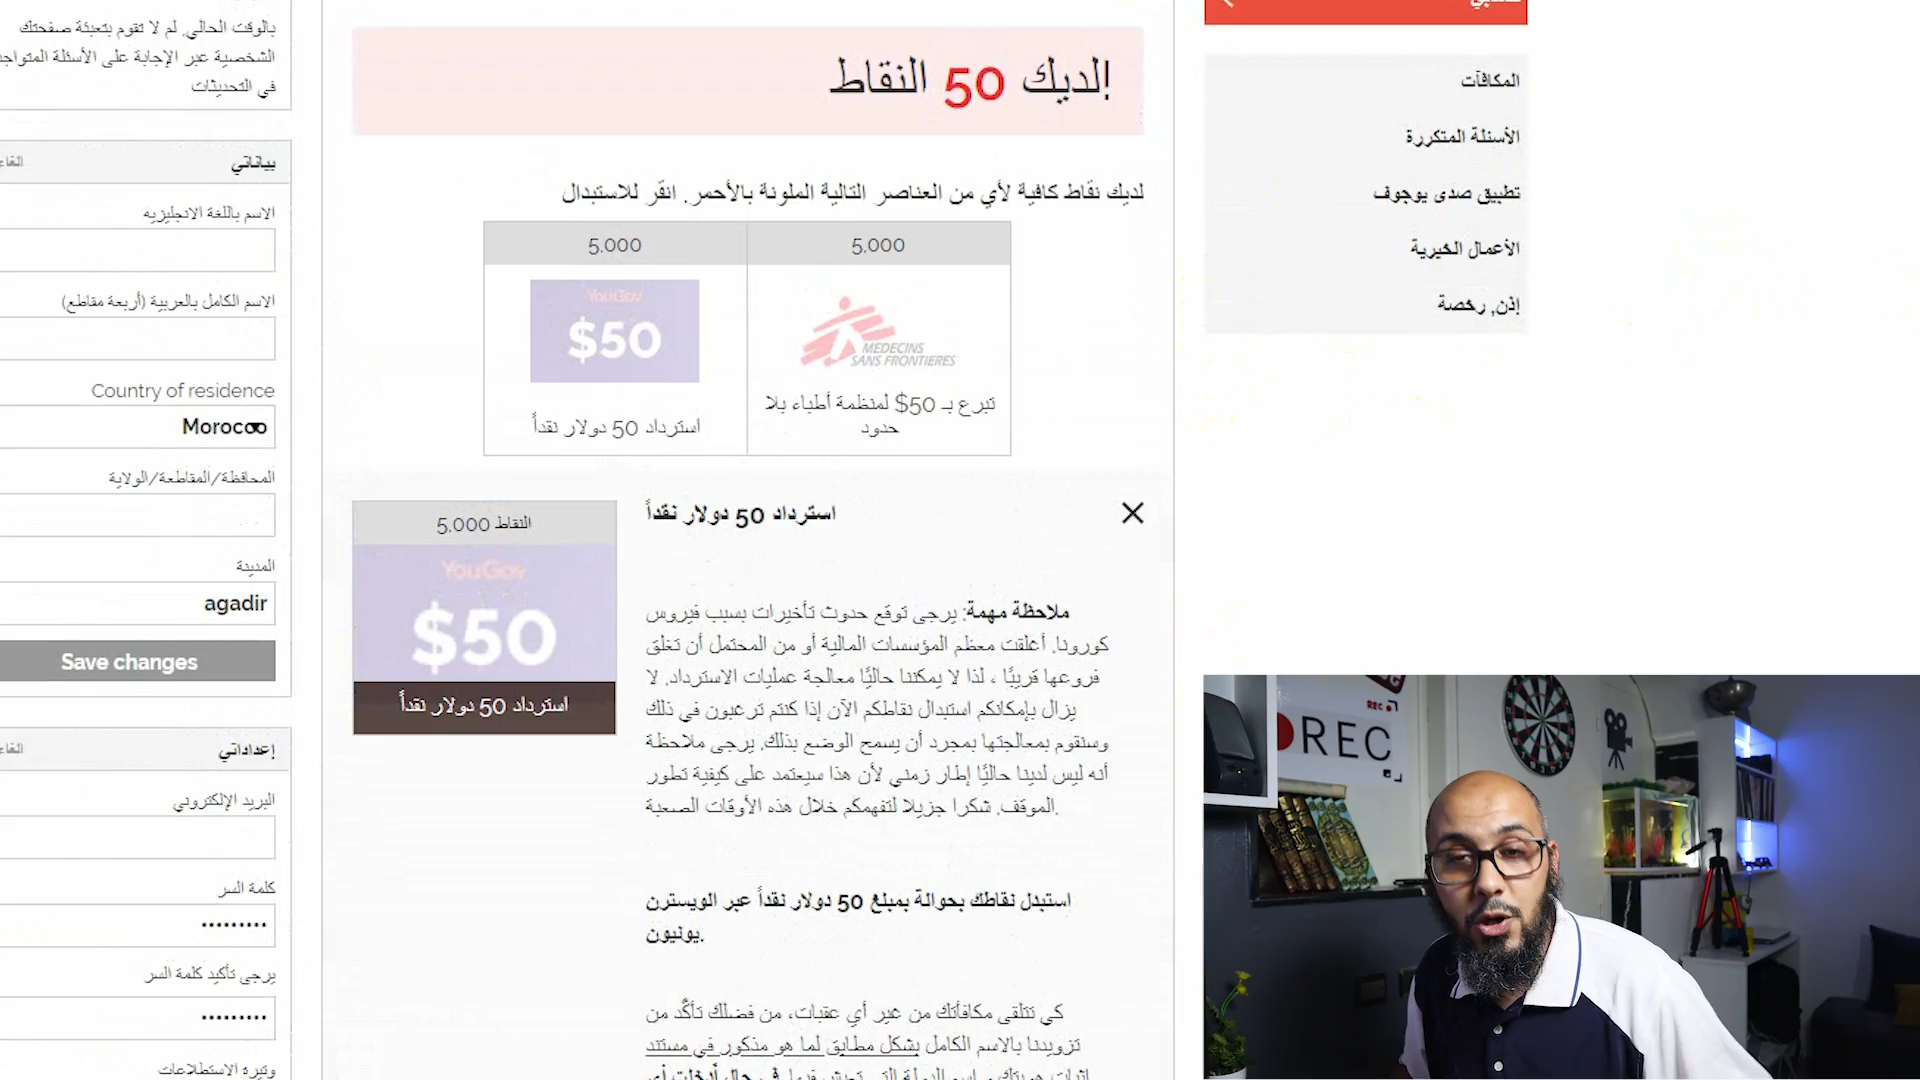 المكافآت
الأسئلة المتكررة
تطبيق صدى يوجوف
الأعمال الخيرية
إذن, رخصة
!لديك 50 النقاط
لديك نقاط كافية لأي من العناصر التالية الملونة بالأحمر. انقر للاستبدال
5,000
5,000
MEDECINS
SANS FRONTIERES
تبرع بـ 50$ لمنظمة أطباء بلا
حدود
YouGov
$50
استرداد 50 دولار نقداً
استرداد 50 دولار نقداً
ملاحظة مهمة: يرجى توقع حدوث تأخيرات بسبب فيروس
كورونا. أغلقت معظم المؤسسات المالية أو من المحتمل أن تغلق
فروعها قريبًا ، لذا لا يمكننا حاليًا معالجة عمليات الاسترداد. لا
يزال بإمكانكم استبدال نقاطكم الآن إذا كنتم ترغبون في ذلك
وسنقوم بمعالجتها بمجرد أن يسمح الوضع بذلك. يرجى ملاحظة
أنه ليس لدينا حاليًا إطار زمني لأن هذا سيعتمد على كيفية تطور
.الموقف. شكرا جزيلا لتفهمكم خلال هذه الأوقات الصعبة
استبدل نقاطك بحوالة بمبلغ 50 دولار نقداً عبر الويسترن
يونيون.
كي تتلقى مكافأتك من غير أي عقبات، من فضلك تأكّد من
تزويدنا بالاسم الكامل بشكل مطابق لما هو مذكور في مستند
النقاط 5,000
YouGov
$50
استرداد 50 دولار نقداً
بالوقت الحالي. لم لا تقوم بتعبئة صفحتك
الشخصية عبر الإجابة على الأسئلة
في التحديثات
بياناتي
الاسم باللغة الانجليزيه
الاسم الكامل بالعربية (أربعة مقاطع)
Country of residence
Morocco
المحافظة/المقاطعة/الولاية
المدينة
agadir
Save changes
إعداداتي
البريد الإلكتروني
كلمة السر
•••••••••
يرجى تأكيد كلمة السر
•••••••••
وتيره الاستطلاعات
REC
REC